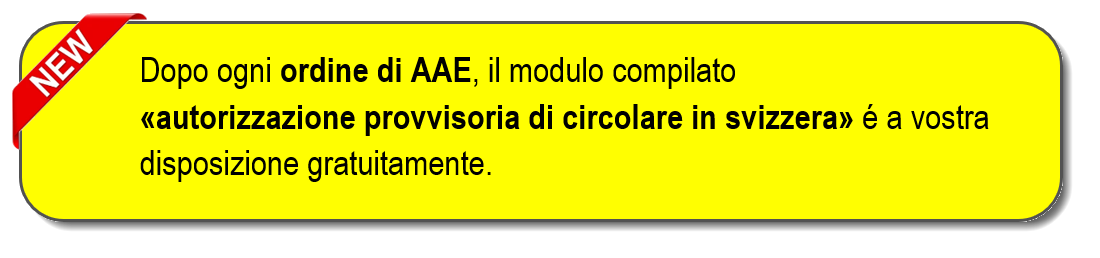 NEW
Dopo ogni ordine di AAE, il modulo compilato
«autorizzazione provvisoria di circolare in svizzera» é a vostra
disposizione gratuitamente.